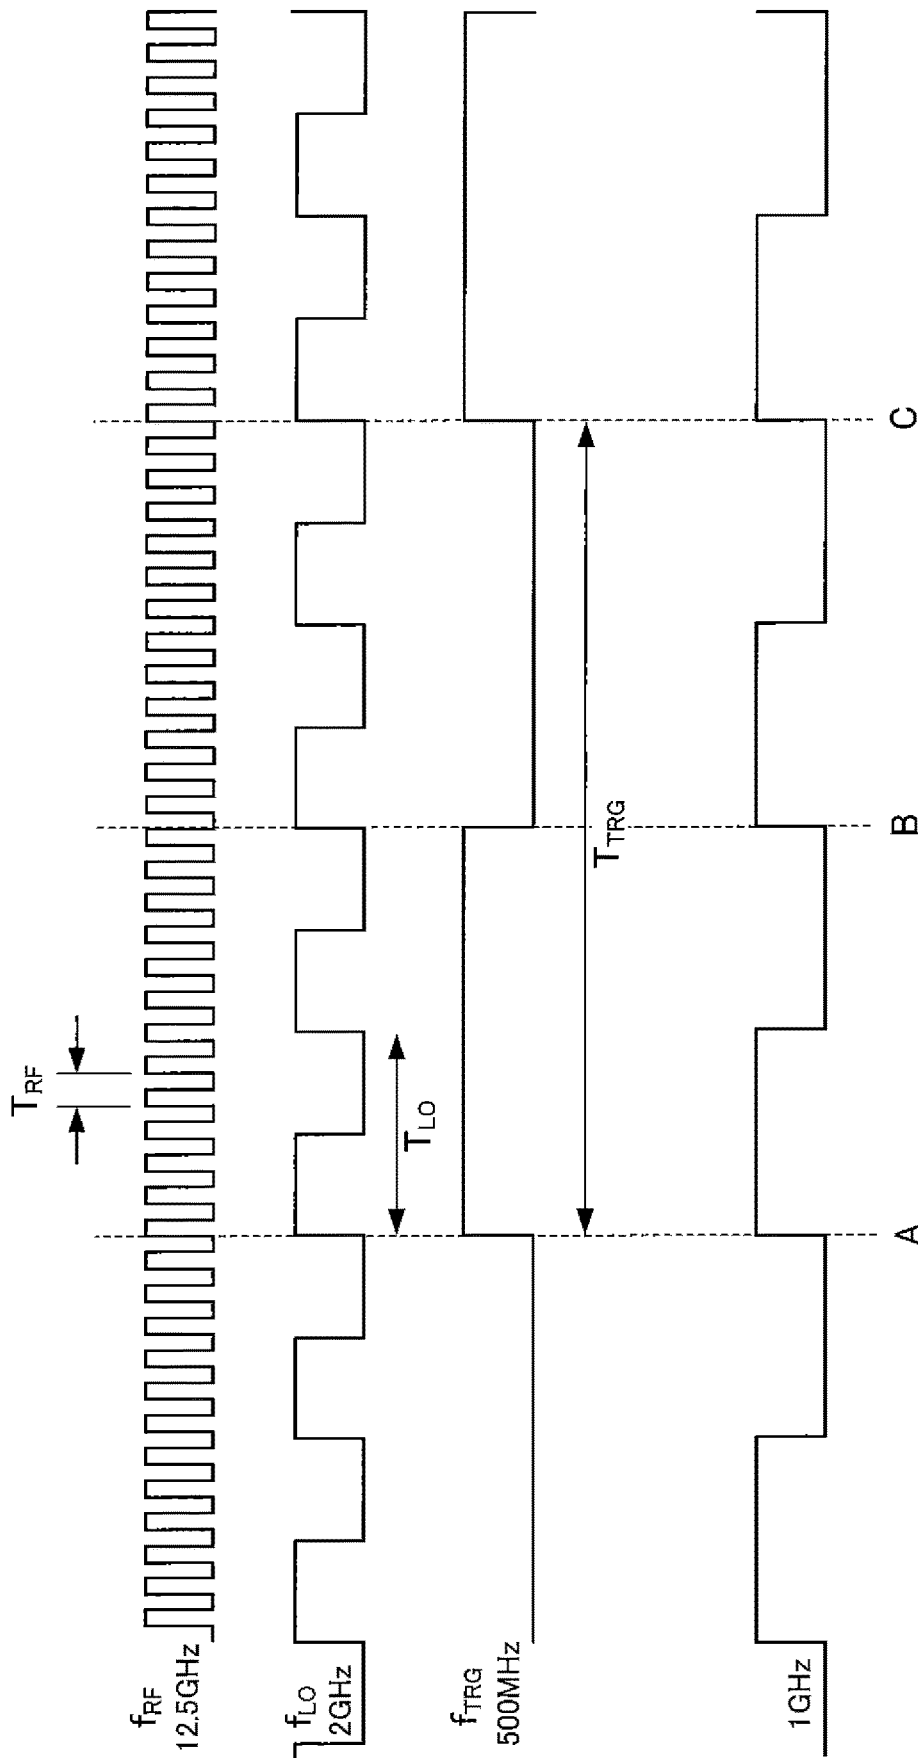 f_RF
12.5GHz
f_LO
2GHz
f_TRG
500MHz
1GHz
T_RF
T_LO
T_TRG
A
B
C